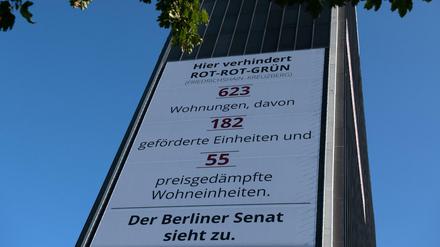 Hier verhindert
ROT-ROT-GRÜN
(FRIEDRICHSHAIN-KREUZBERG)
623
Wohnungen, davon
182
geförderte Einheiten und
55
preisgedämpfte
Wohneinheiten.
Der Berliner Senat
sieht zu.